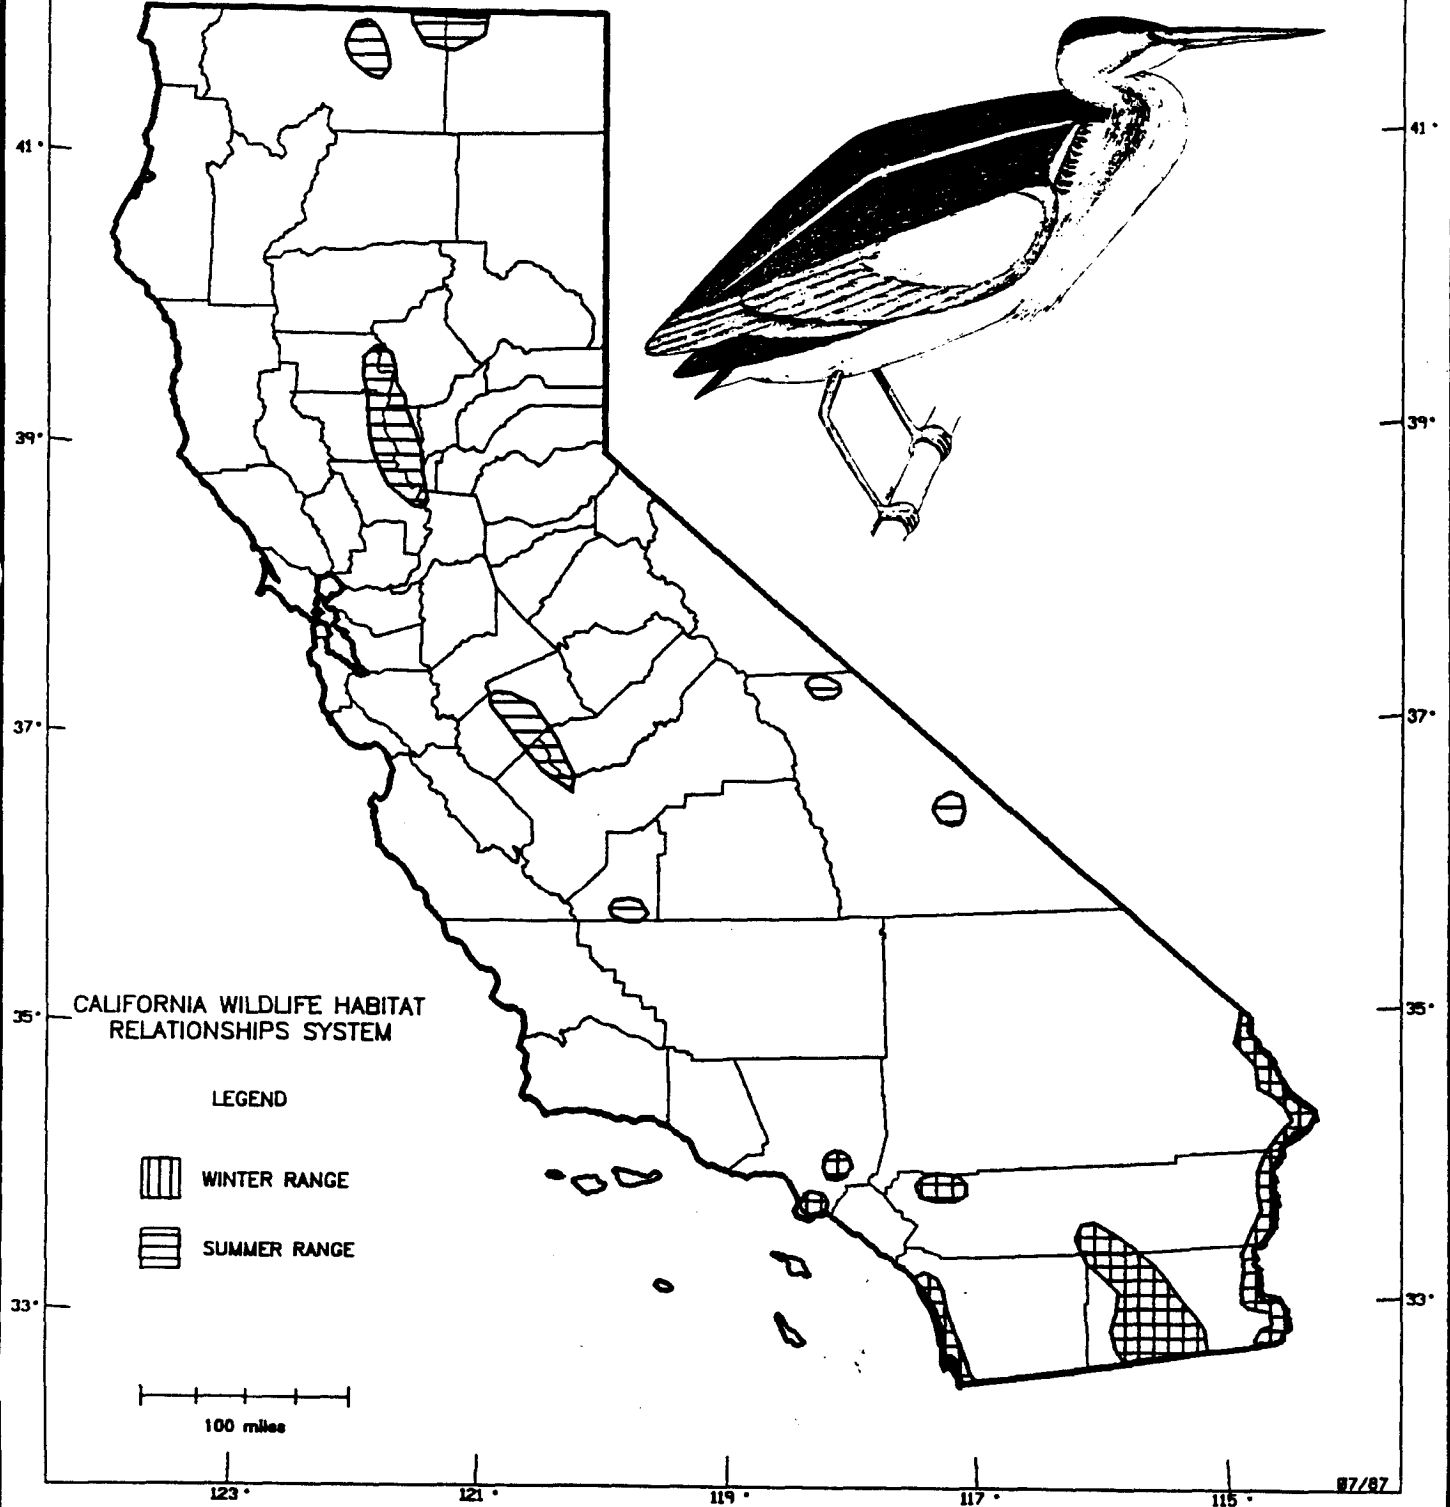 41°
41°
39°
39°
37°
37°
35°
35°
33°
33°
CALIFORNIA WILDLIFE HABITAT
RELATIONSHIPS SYSTEM
LEGEND
WINTER RANGE
SUMMER RANGE
100 miles
123°
121°
119°
117°
115°
07/87